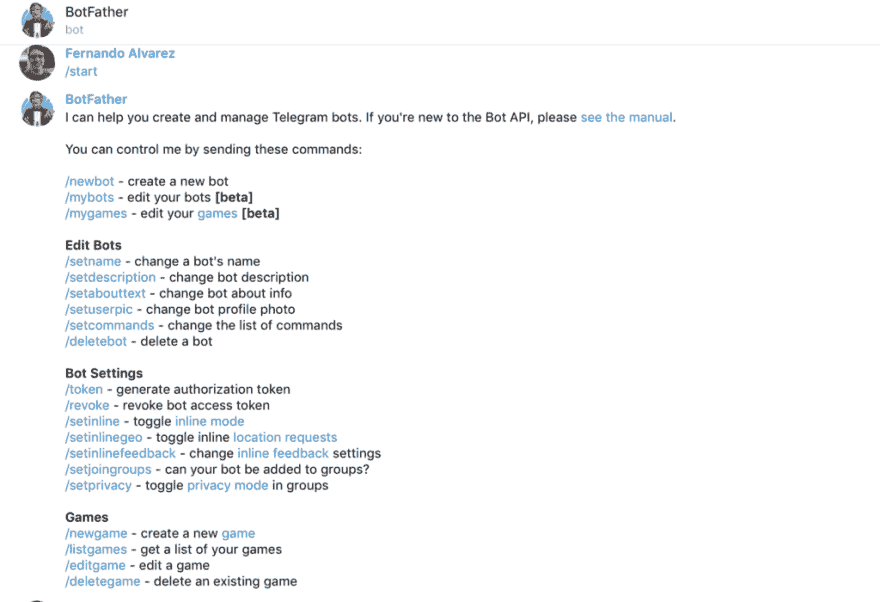 BotFather
bot
Fernando Alvarez
/start
BotFather
I can help you create and manage Telegram bots. If you're new to the Bot API, please see the manual.
You can control me by sending these commands:
/newbot - create a new bot
/mybots - edit your bots [beta]
/mygames - edit your games [beta]
Edit Bots
/setname - change a bot's name
/setdescription - change bot description
/setabouttext - change bot about info
/setuserpic - change bot profile photo
/setcommands - change the list of commands
/deletebot - delete a bot
Bot Settings
/token - generate authorization token
/revoke - revoke bot access token
/setinline - toggle inline mode
/setinlinegeo - toggle inline location requests
/setinlinefeedback - change inline feedback settings
/setjoingroups - can your bot be added to groups?
/setprivacy - toggle privacy mode in groups
Games
/newgame - create a new game
/listgames - get a list of your games
/editgame - edit a game
/deletegame - delete an existing game